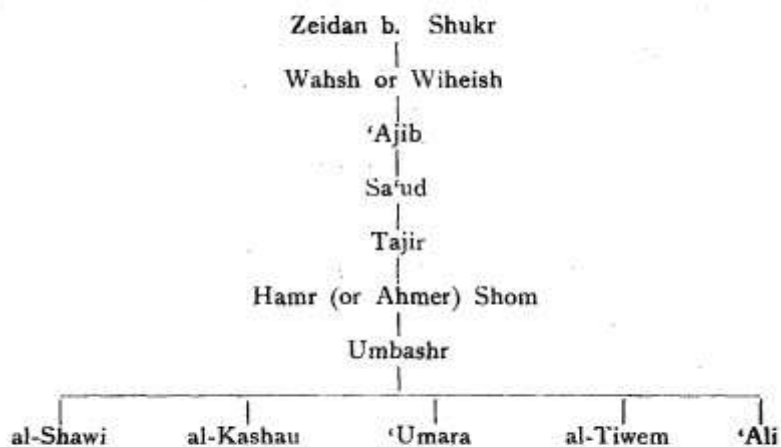 Zeidan b. Shukr
Wahsh or Wiheish
‘Ajib
Sa‘ud
Tajir
Hamr (or Ahmer) Shom
Umbashr
al-Shawi al-Kashau ‘Umara al-Tiwem ‘Ali